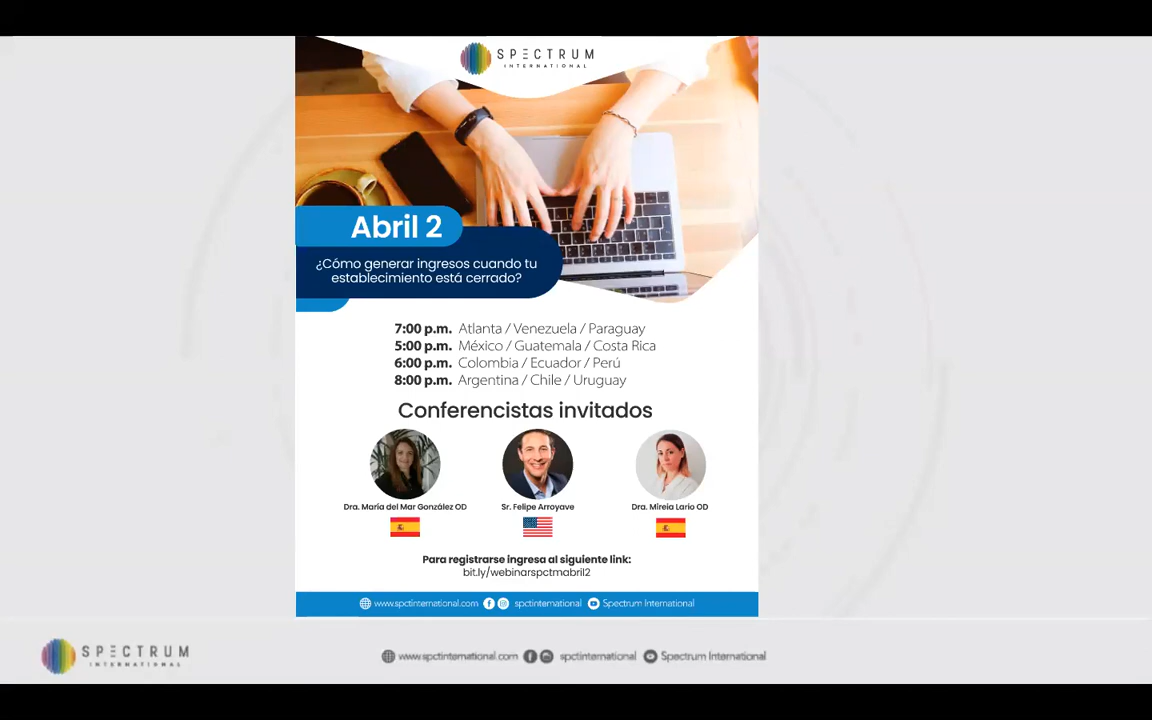 SPECTRUM
INTERNATIONAL
Abril 2
¿Cómo generar ingresos cuando tu
establecimiento está cerrado?
7:00 p.m. Atlanta / Venezuela / Paraguay
5:00 p.m. México / Guatemala / Costa Rica
6:00 p.m. Colombia / Ecuador / Perú
8:00 p.m. Argentina / Chile / Uruguay
Conferencistas invitados
Dra. María del Mar González OD
Sr. Felipe Arroyave
Dra. Mireia Lario OD
Para registrarse ingresa al siguiente link:
bit.ly/webinarspctmabril2
www.spctinternational.com spctinternational Spectrum International
SPECTRUM
INTERNATIONAL
www.spctinternational.com spctinternational Spectrum International